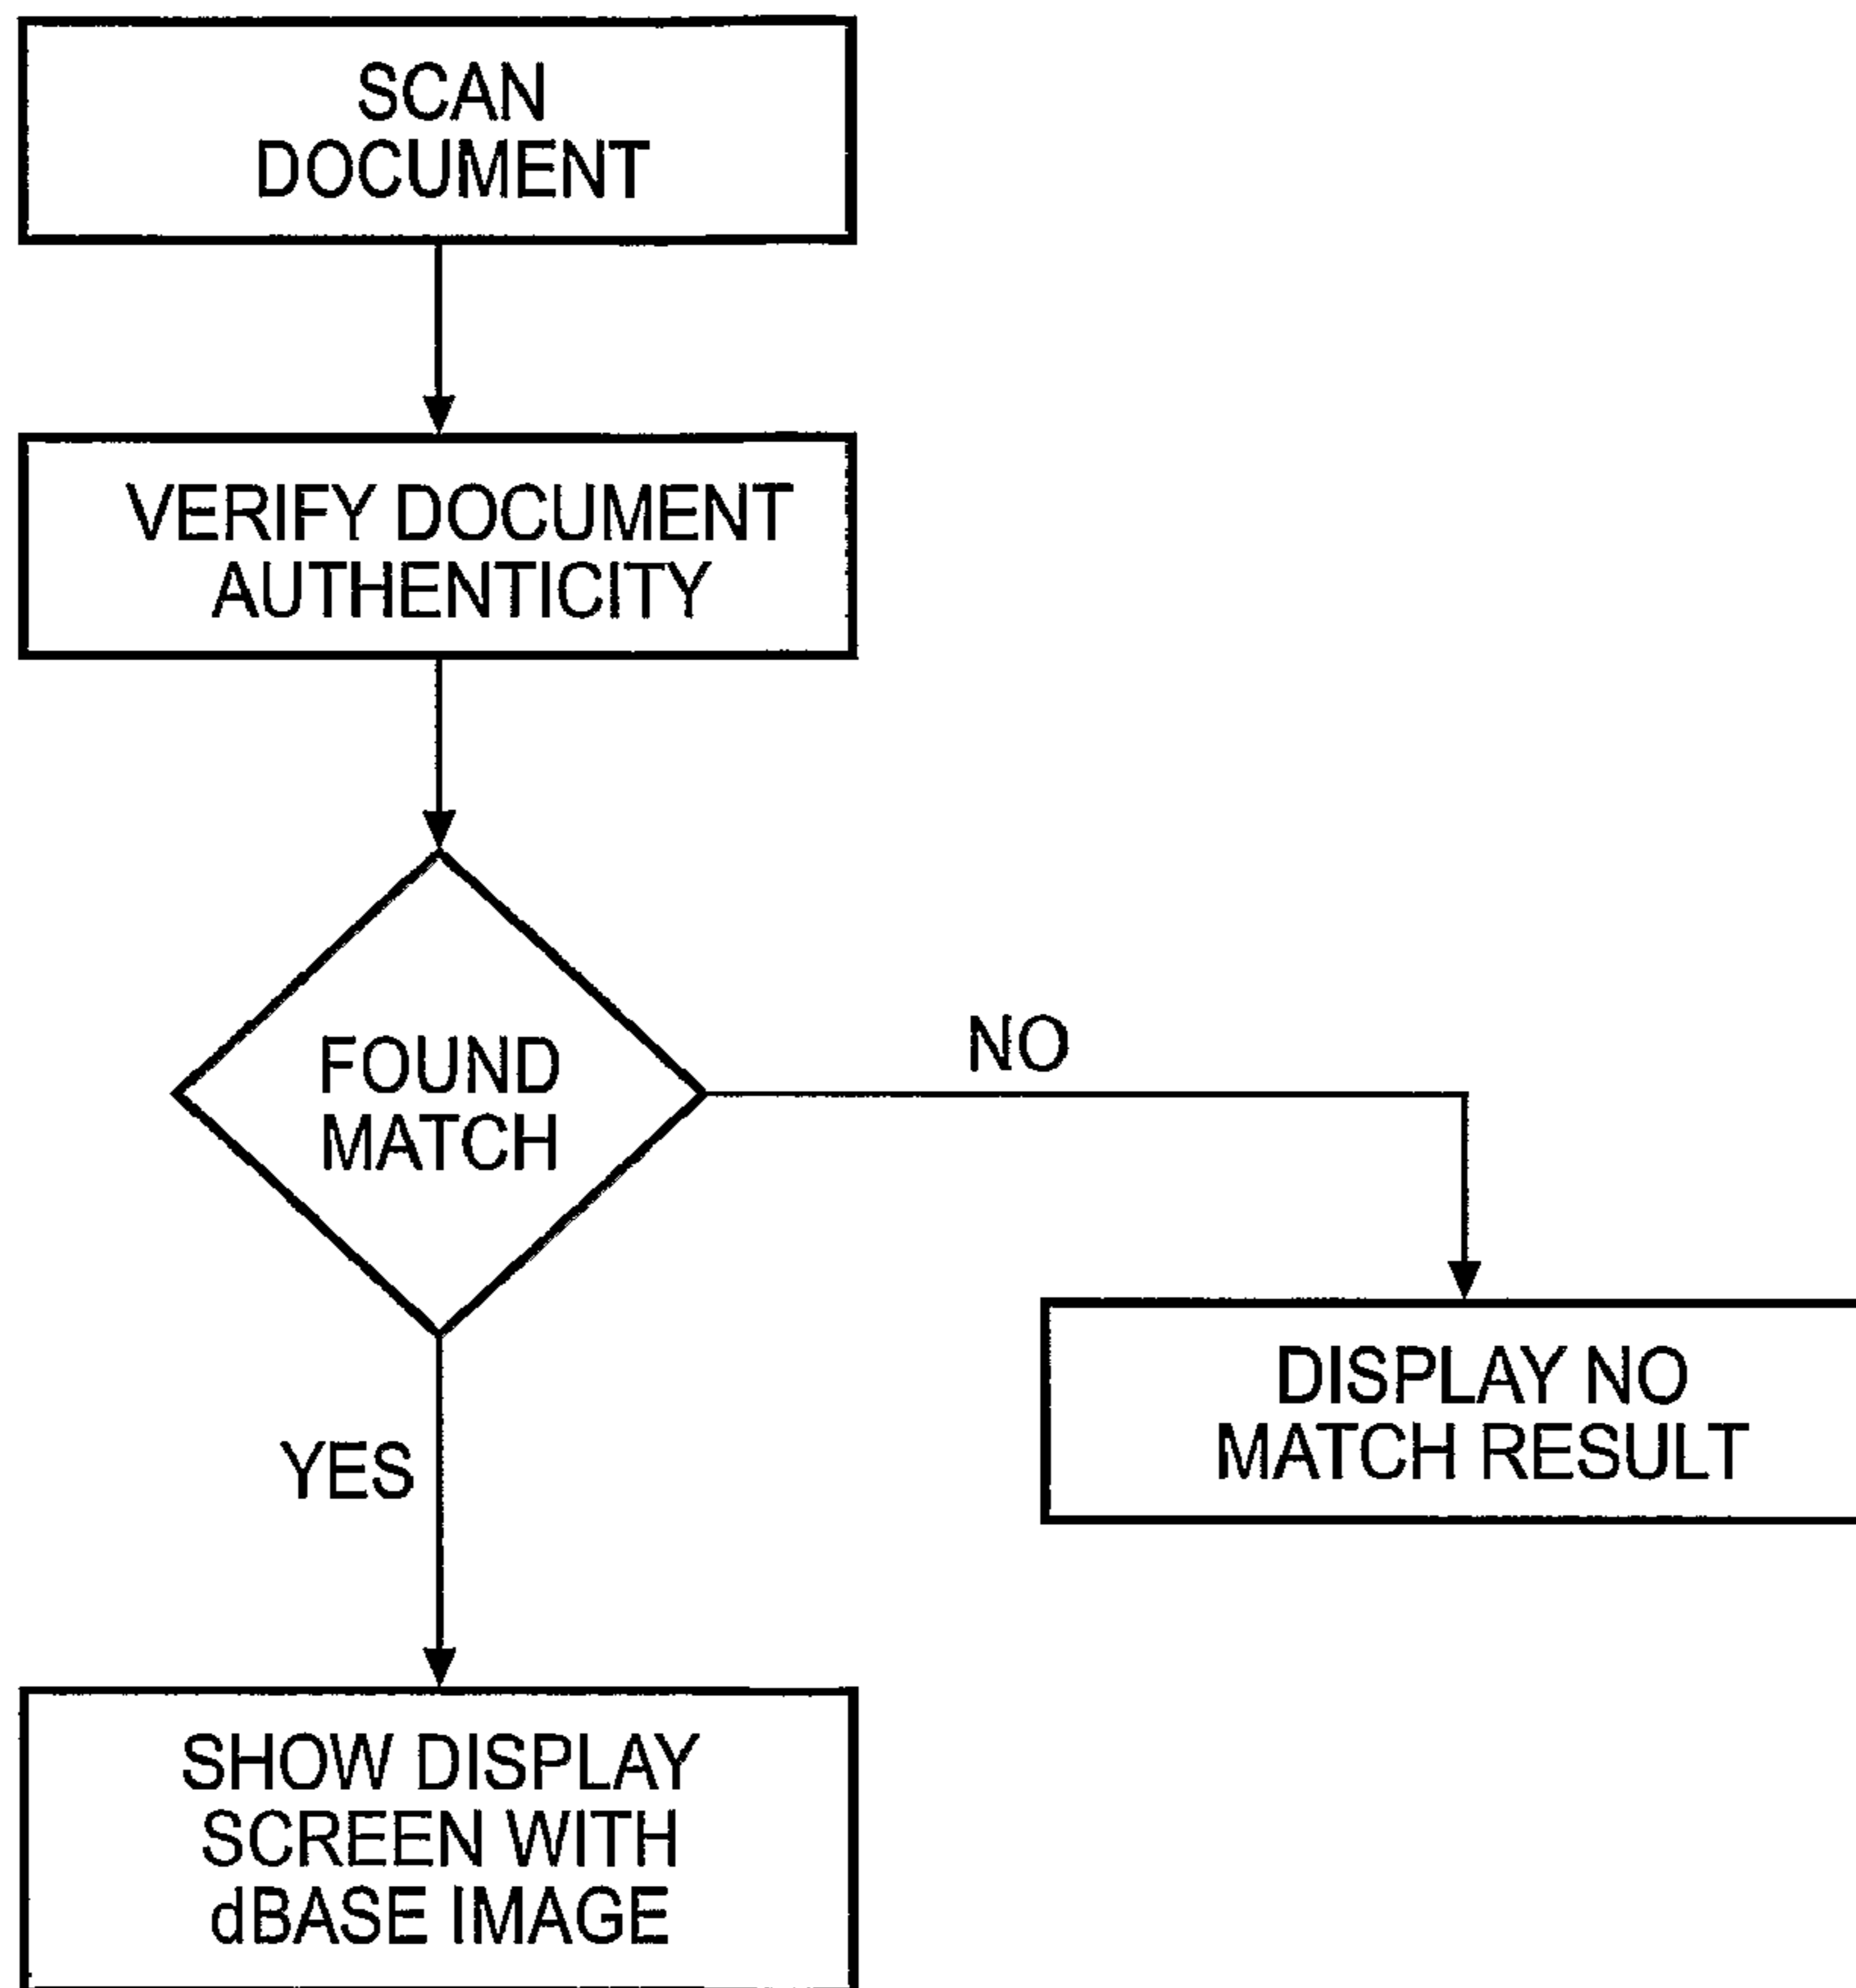 SCAN
DOCUMENT
VERIFY DOCUMENT
AUTHENTICITY
FOUND
MATCH
NO
DISPLAY NO
MATCH RESULT
YES
SHOW DISPLAY
SCREEN WITH
dBASE IMAGE